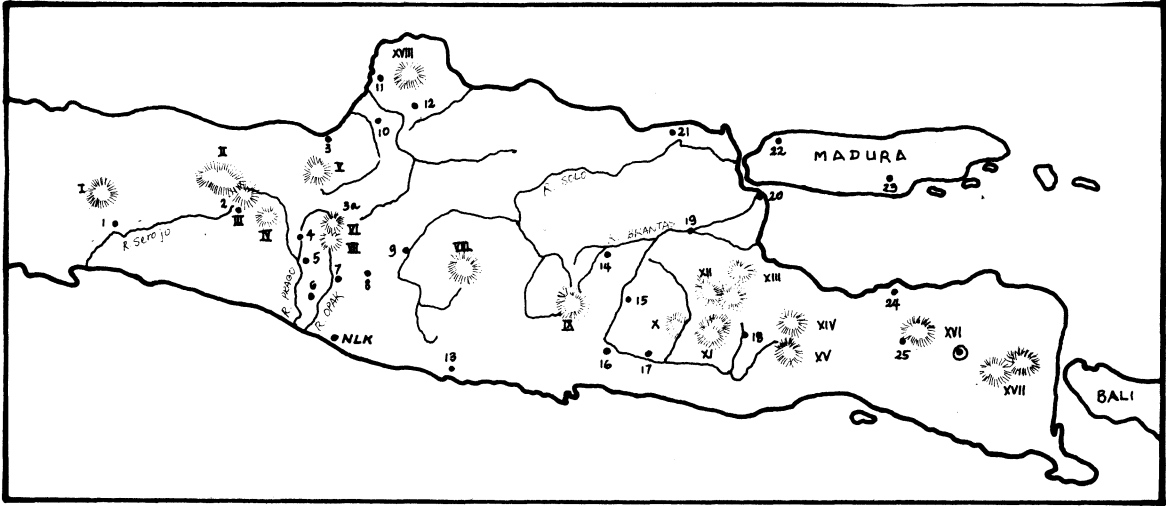 XVIII
11
12
10
3
21
22
MADURA
II
V
I
23
R. SOLO
2
III
IV
3a
VI
VII
20
1
R Serojo
4
9
VIII
R. BRANTAS
19
5
14
XII
XIII
6
7
8
R. OPAK
15
24
IX
X
XI
18
XIV
XV
XVI
25
NLK
13
16
17
XVII
BALI